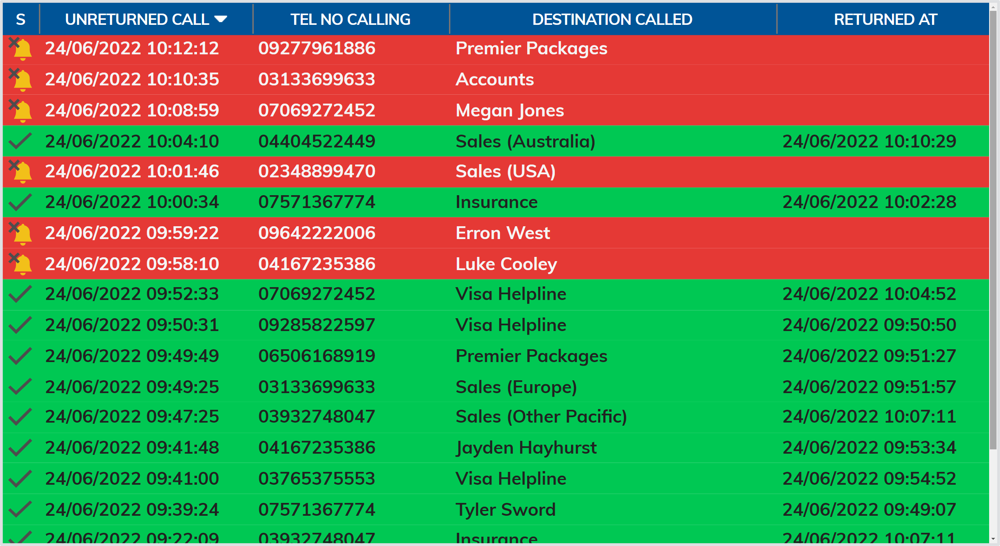 S UNRETURNED CALL TEL NO CALLING DESTINATION CALLED RETURNED AT
24/06/2022 10:12:12 09277961886 Premier Packages
24/06/2022 10:10:35 03133699633 Accounts
24/06/2022 10:08:59 07069272452 Megan Jones
24/06/2022 10:04:10 04404522449 Sales (Australia) 24/06/2022 10:10:29
24/06/2022 10:01:46 02348899470 Sales (USA)
24/06/2022 10:00:34 07571367774 Insurance 24/06/2022 10:02:28
24/06/2022 09:59:22 09642222006 Erron West
24/06/2022 09:58:10 04167235386 Luke Cooley
24/06/2022 09:52:33 07069272452 Visa Helpline 24/06/2022 10:04:52
24/06/2022 09:50:31 09285822597 Visa Helpline 24/06/2022 09:50:50
24/06/2022 09:49:49 06506168919 Premier Packages 24/06/2022 09:51:27
24/06/2022 09:49:25 03133699633 Sales (Europe) 24/06/2022 09:51:57
24/06/2022 09:47:25 03932748047 Sales (Other Pacific) 24/06/2022 10:07:11
24/06/2022 09:41:48 04167235386 Jayden Hayhurst 24/06/2022 09:53:34
24/06/2022 09:41:00 03765375553 Visa Helpline 24/06/2022 09:54:52
24/06/2022 09:39:24 07571367774 Tyler Sword 24/06/2022 09:49:07
24/06/2022 09:22:09 03932748047 Insurance 24/06/2022 10:07:11